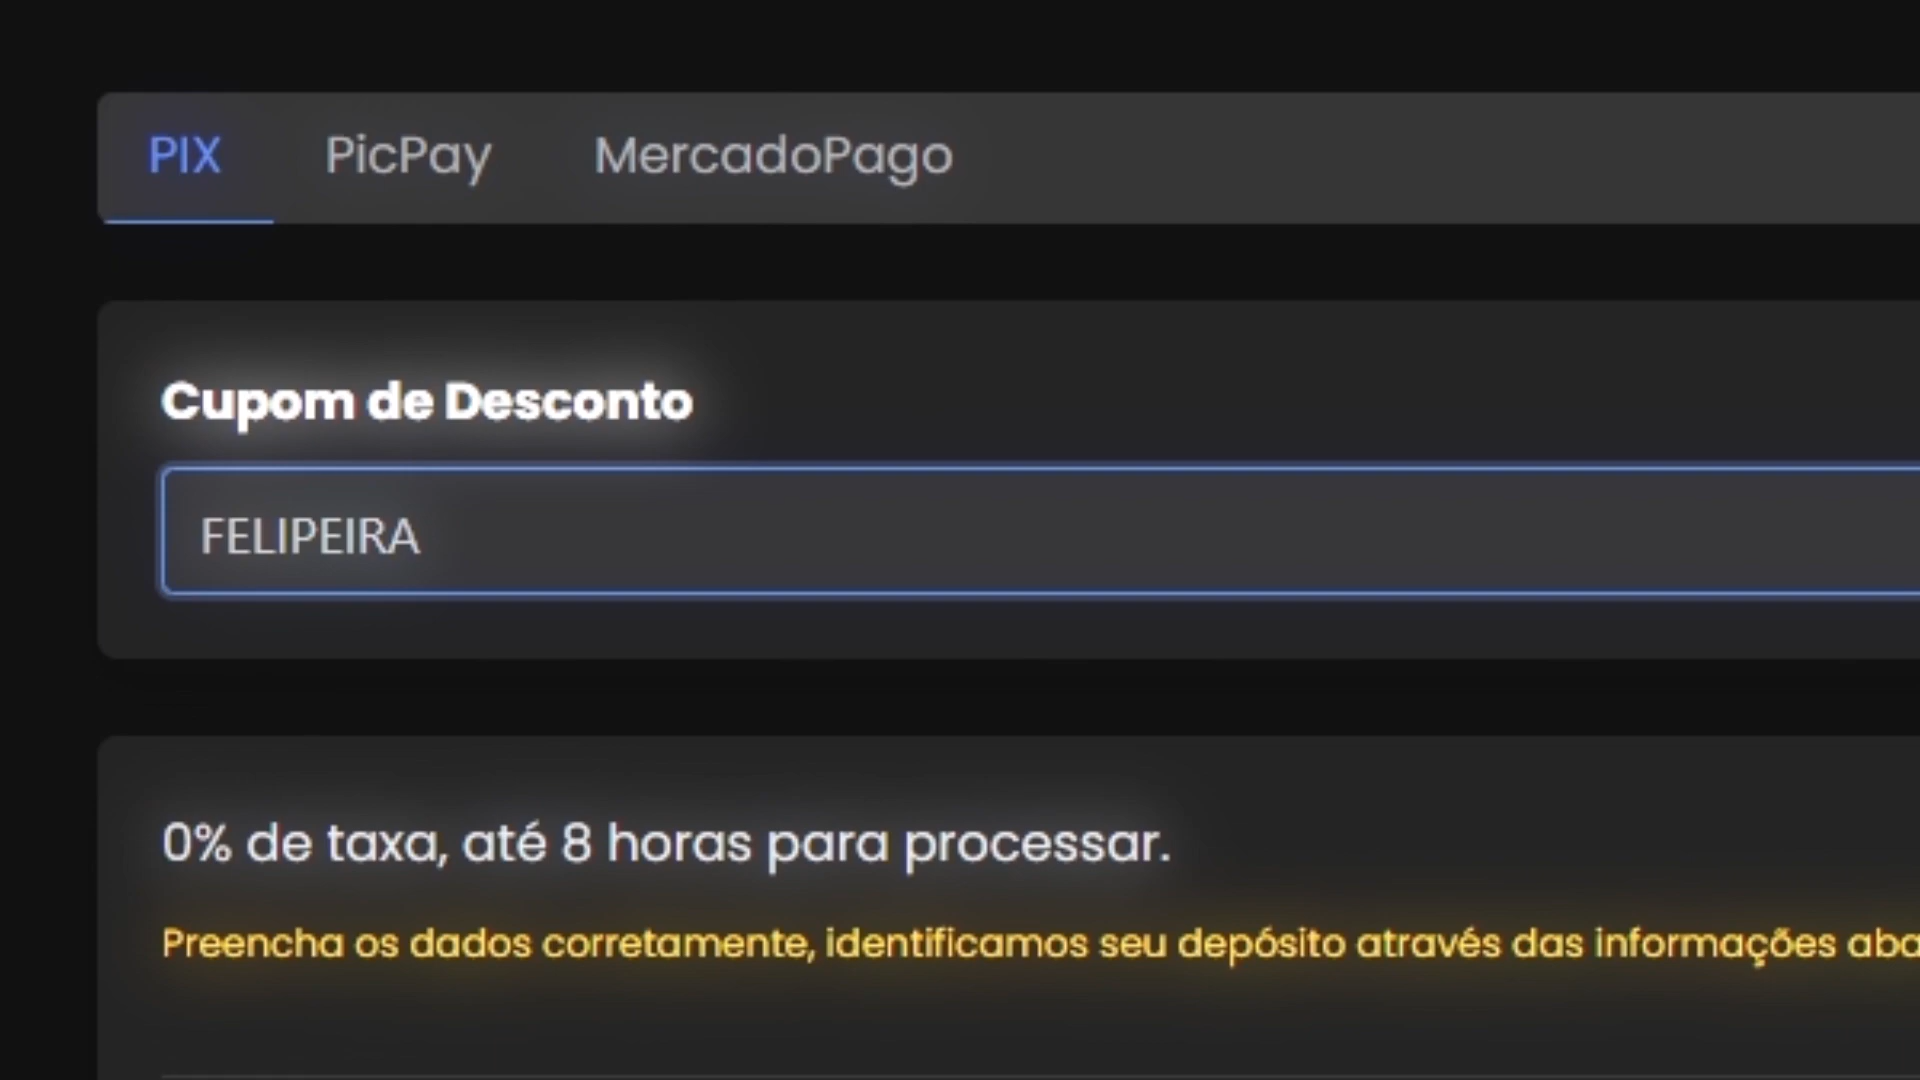 PIX PicPay MercadoPago
Cupom de Desconto
FELIPEIRA
0% de taxa, até 8 horas para processar.
Preencha os dados corretamente, identificamos seu depósito através das informações